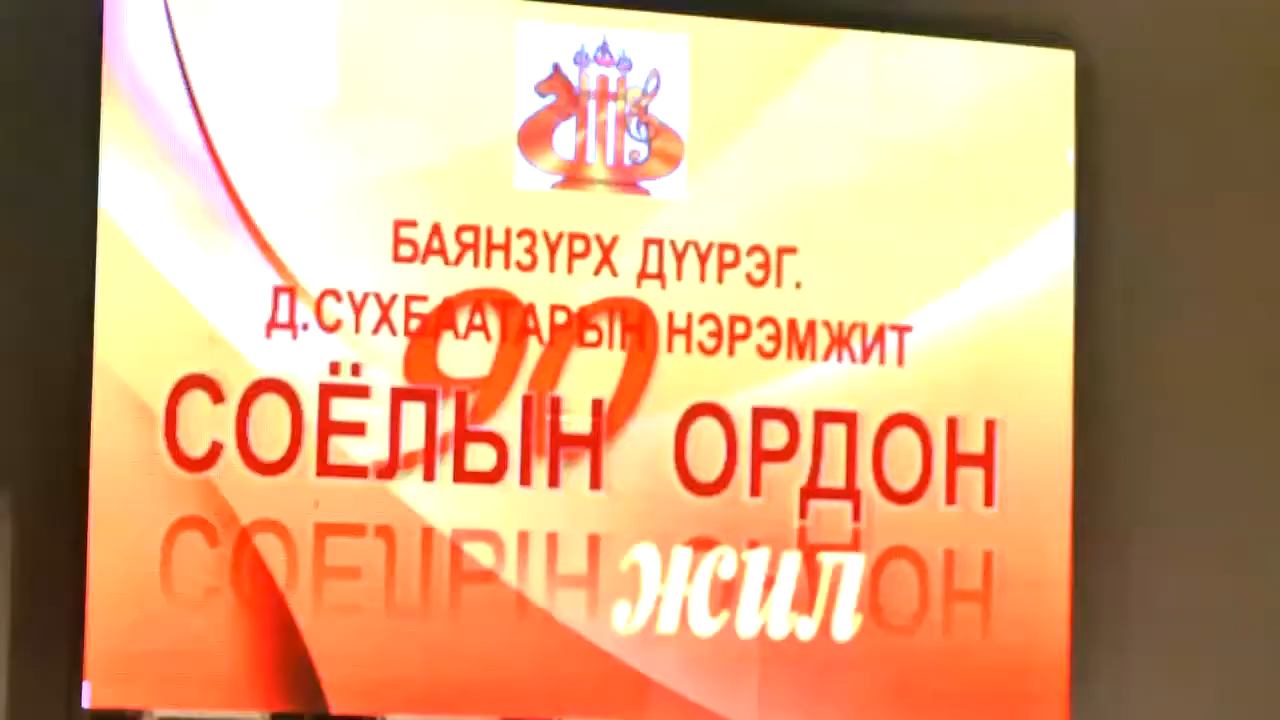 БАЯНЗҮРХ ДҮҮРЭГ.
Д.СҮХБААТАРЫН НЭРЭМЖИТ
90
СОЁЛЫН ОРДОН
жил